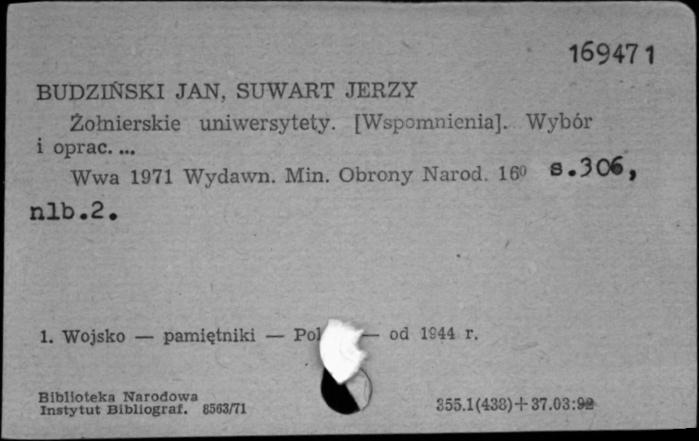 169471
BUDZIŃSKI JAN, SUWART JERZY
Żołnierskie uniwersytety. [Wspomnienia]. Wybór
i oprac. ...
Wwa 1971 Wydawn. Min. Obrony Narod. 16⁰ s.306,
nlb.2.
1. Wojsko — pamiętniki — Pol — od 1944 r.
Biblioteka Narodowa
Instytut Bibliograf. 8563/71
355.1(438)+37.03:92